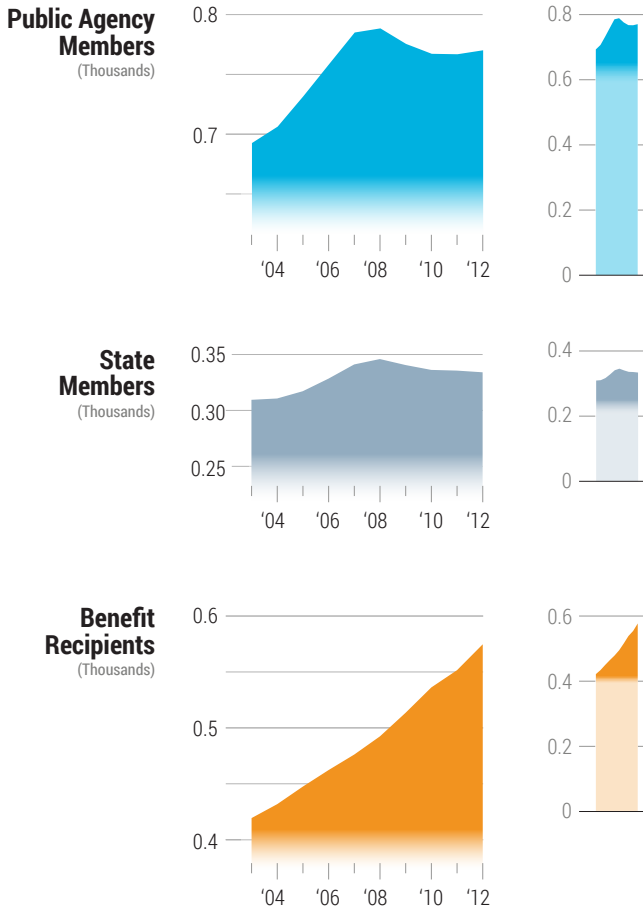 Public Agency
Members
(Thousands)
0.8
0.7
‘04 ‘06 ‘08 ‘10 ‘12
0.8
0.6
0.4
0.2
0
State
Members
(Thousands)
0.35
0.30
0.25
‘04 ‘06 ‘08 ‘10 ‘12
0.4
0.2
0
Benefit
Recipients
(Thousands)
0.6
0.5
0.4
‘04 ‘06 ‘08 ‘10 ‘12
0.6
0.4
0.2
0